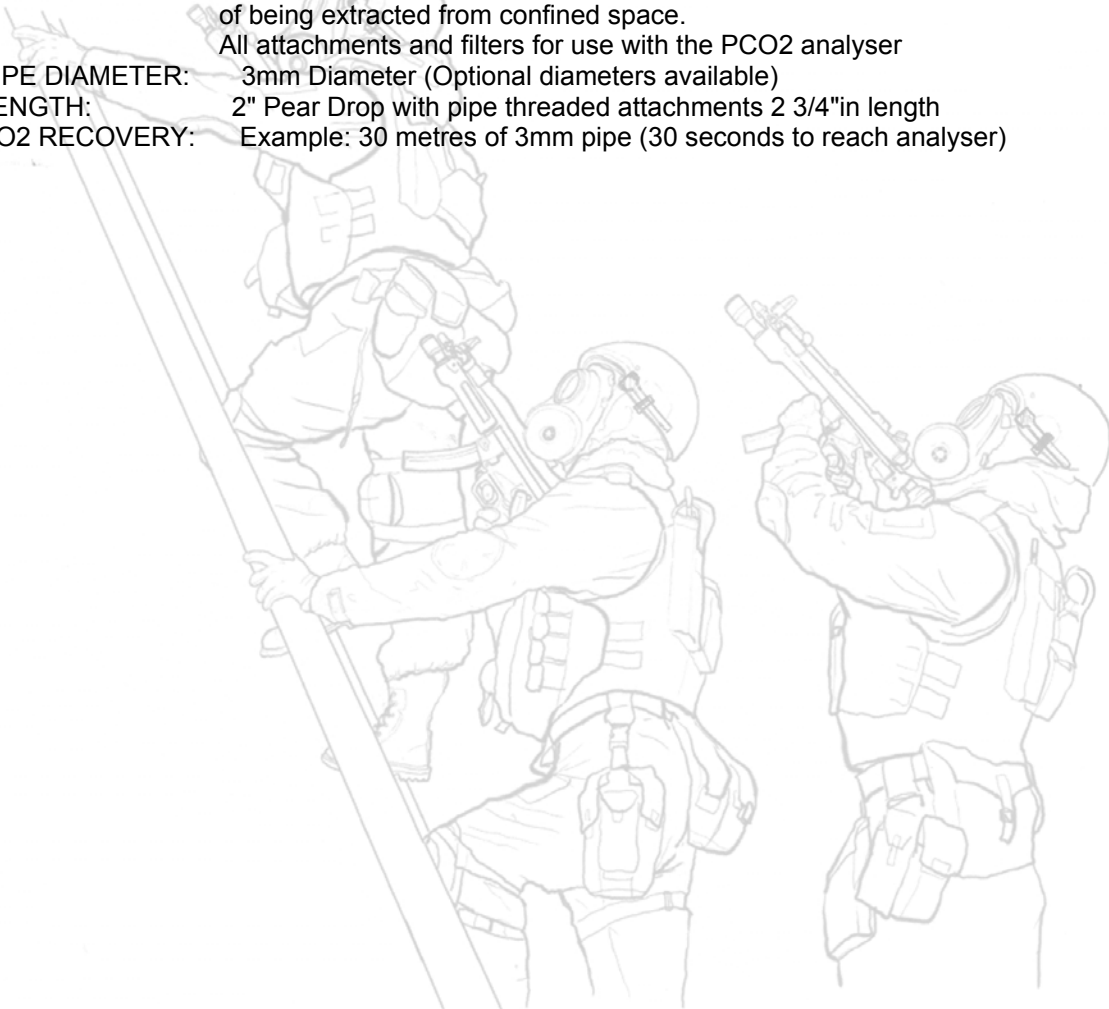 of being extracted from confined space.
All attachments and filters for use with the PCO2 analyser
PE DIAMETER: 3mm Diameter (Optional diameters available)
ENGTH: 2" Pear Drop with pipe threaded attachments 2 3/4"in length
O2 RECOVERY: Example: 30 metres of 3mm pipe (30 seconds to reach analyser)